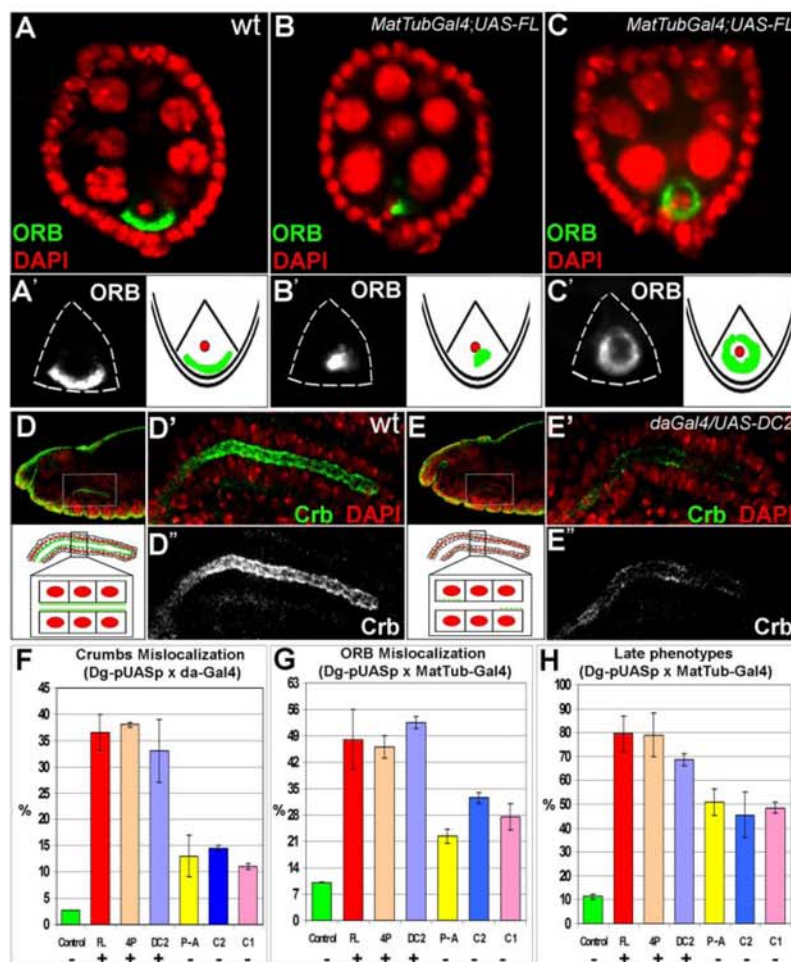 A wt
ORB
DAPI
B MatTubGal4;UAS-FL
ORB
DAPI
C MatTubGal4;UAS-FL
ORB
DAPI
A' ORB
B' ORB
C' ORB
D
D' wt
Crb DAPI
D" Crb
E
E' daGal4/UAS-DC2
Crb DAPI
E" Crb
F Crumbs Mislocalization
(Dg-pUASp x da-Gal4)
45
40
35
30
25
20
15
10
5
0
%
Control FL 4P DC2 P-A C2 C1
- + + + - - -
G ORB Mislocalization
(Dg-pUASp x MatTub-Gal4)
63
56
49
42
35
28
21
14
7
0
%
Control FL 4P DC2 P-A C2 C1
- + + + - - -
H Late phenotypes
(Dg-pUASp x MatTub-Gal4)
100
90
80
70
60
50
40
30
20
10
0
%
Control FL 4P DC2 P-A C2 C1
- + + + - - -